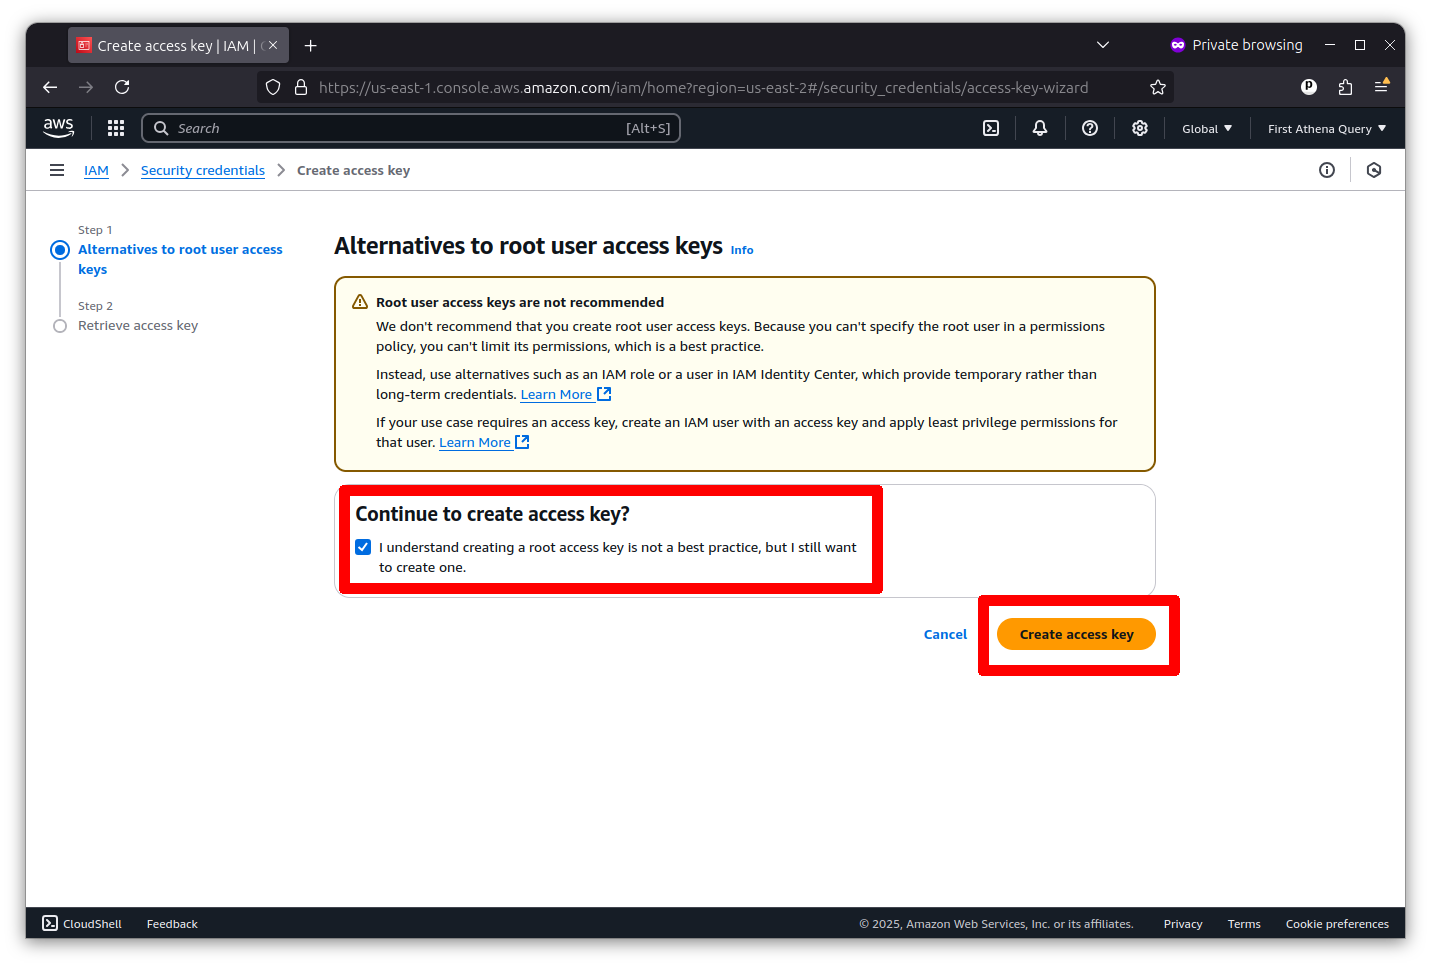 Create access key | IAM |
Private browsing
https://us-east-1.console.aws.amazon.com/iam/home?region=us-east-2#/security_credentials/access-key-wizard
aws
Search
[Alt+S]
Global
First Athena Query
IAM
Security credentials
Create access key
Step 1
Alternatives to root user access
keys
Step 2
Retrieve access key
Alternatives to root user access keys Info
Root user access keys are not recommended
We don't recommend that you create root user access keys. Because you can't specify the root user in a permissions
policy, you can't limit its permissions, which is a best practice.
Instead, use alternatives such as an IAM role or a user in IAM Identity Center, which provide temporary rather than
long-term credentials. Learn More
If your use case requires an access key, create an IAM user with an access key and apply least privilege permissions for
that user. Learn More
Continue to create access key?
I understand creating a root access key is not a best practice, but I still want
to create one.
Cancel
Create access key
CloudShell
Feedback
© 2025, Amazon Web Services, Inc. or its affiliates.
Privacy
Terms
Cookie preferences